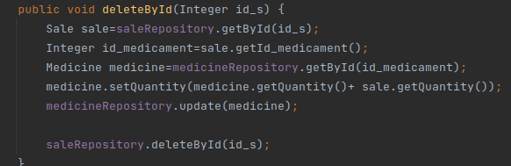 public void deleteById(Integer id_s) {
Sale sale=saleRepository.getById(id_s);
Integer id_medicament=sale.getId_medicament();
Medicine medicine=medicineRepository.getById(id_medicament);
medicine.setQuantity(medicine.getQuantity()+ sale.getQuantity());
medicineRepository.update(medicine);
saleRepository.deleteById(id_s);
}